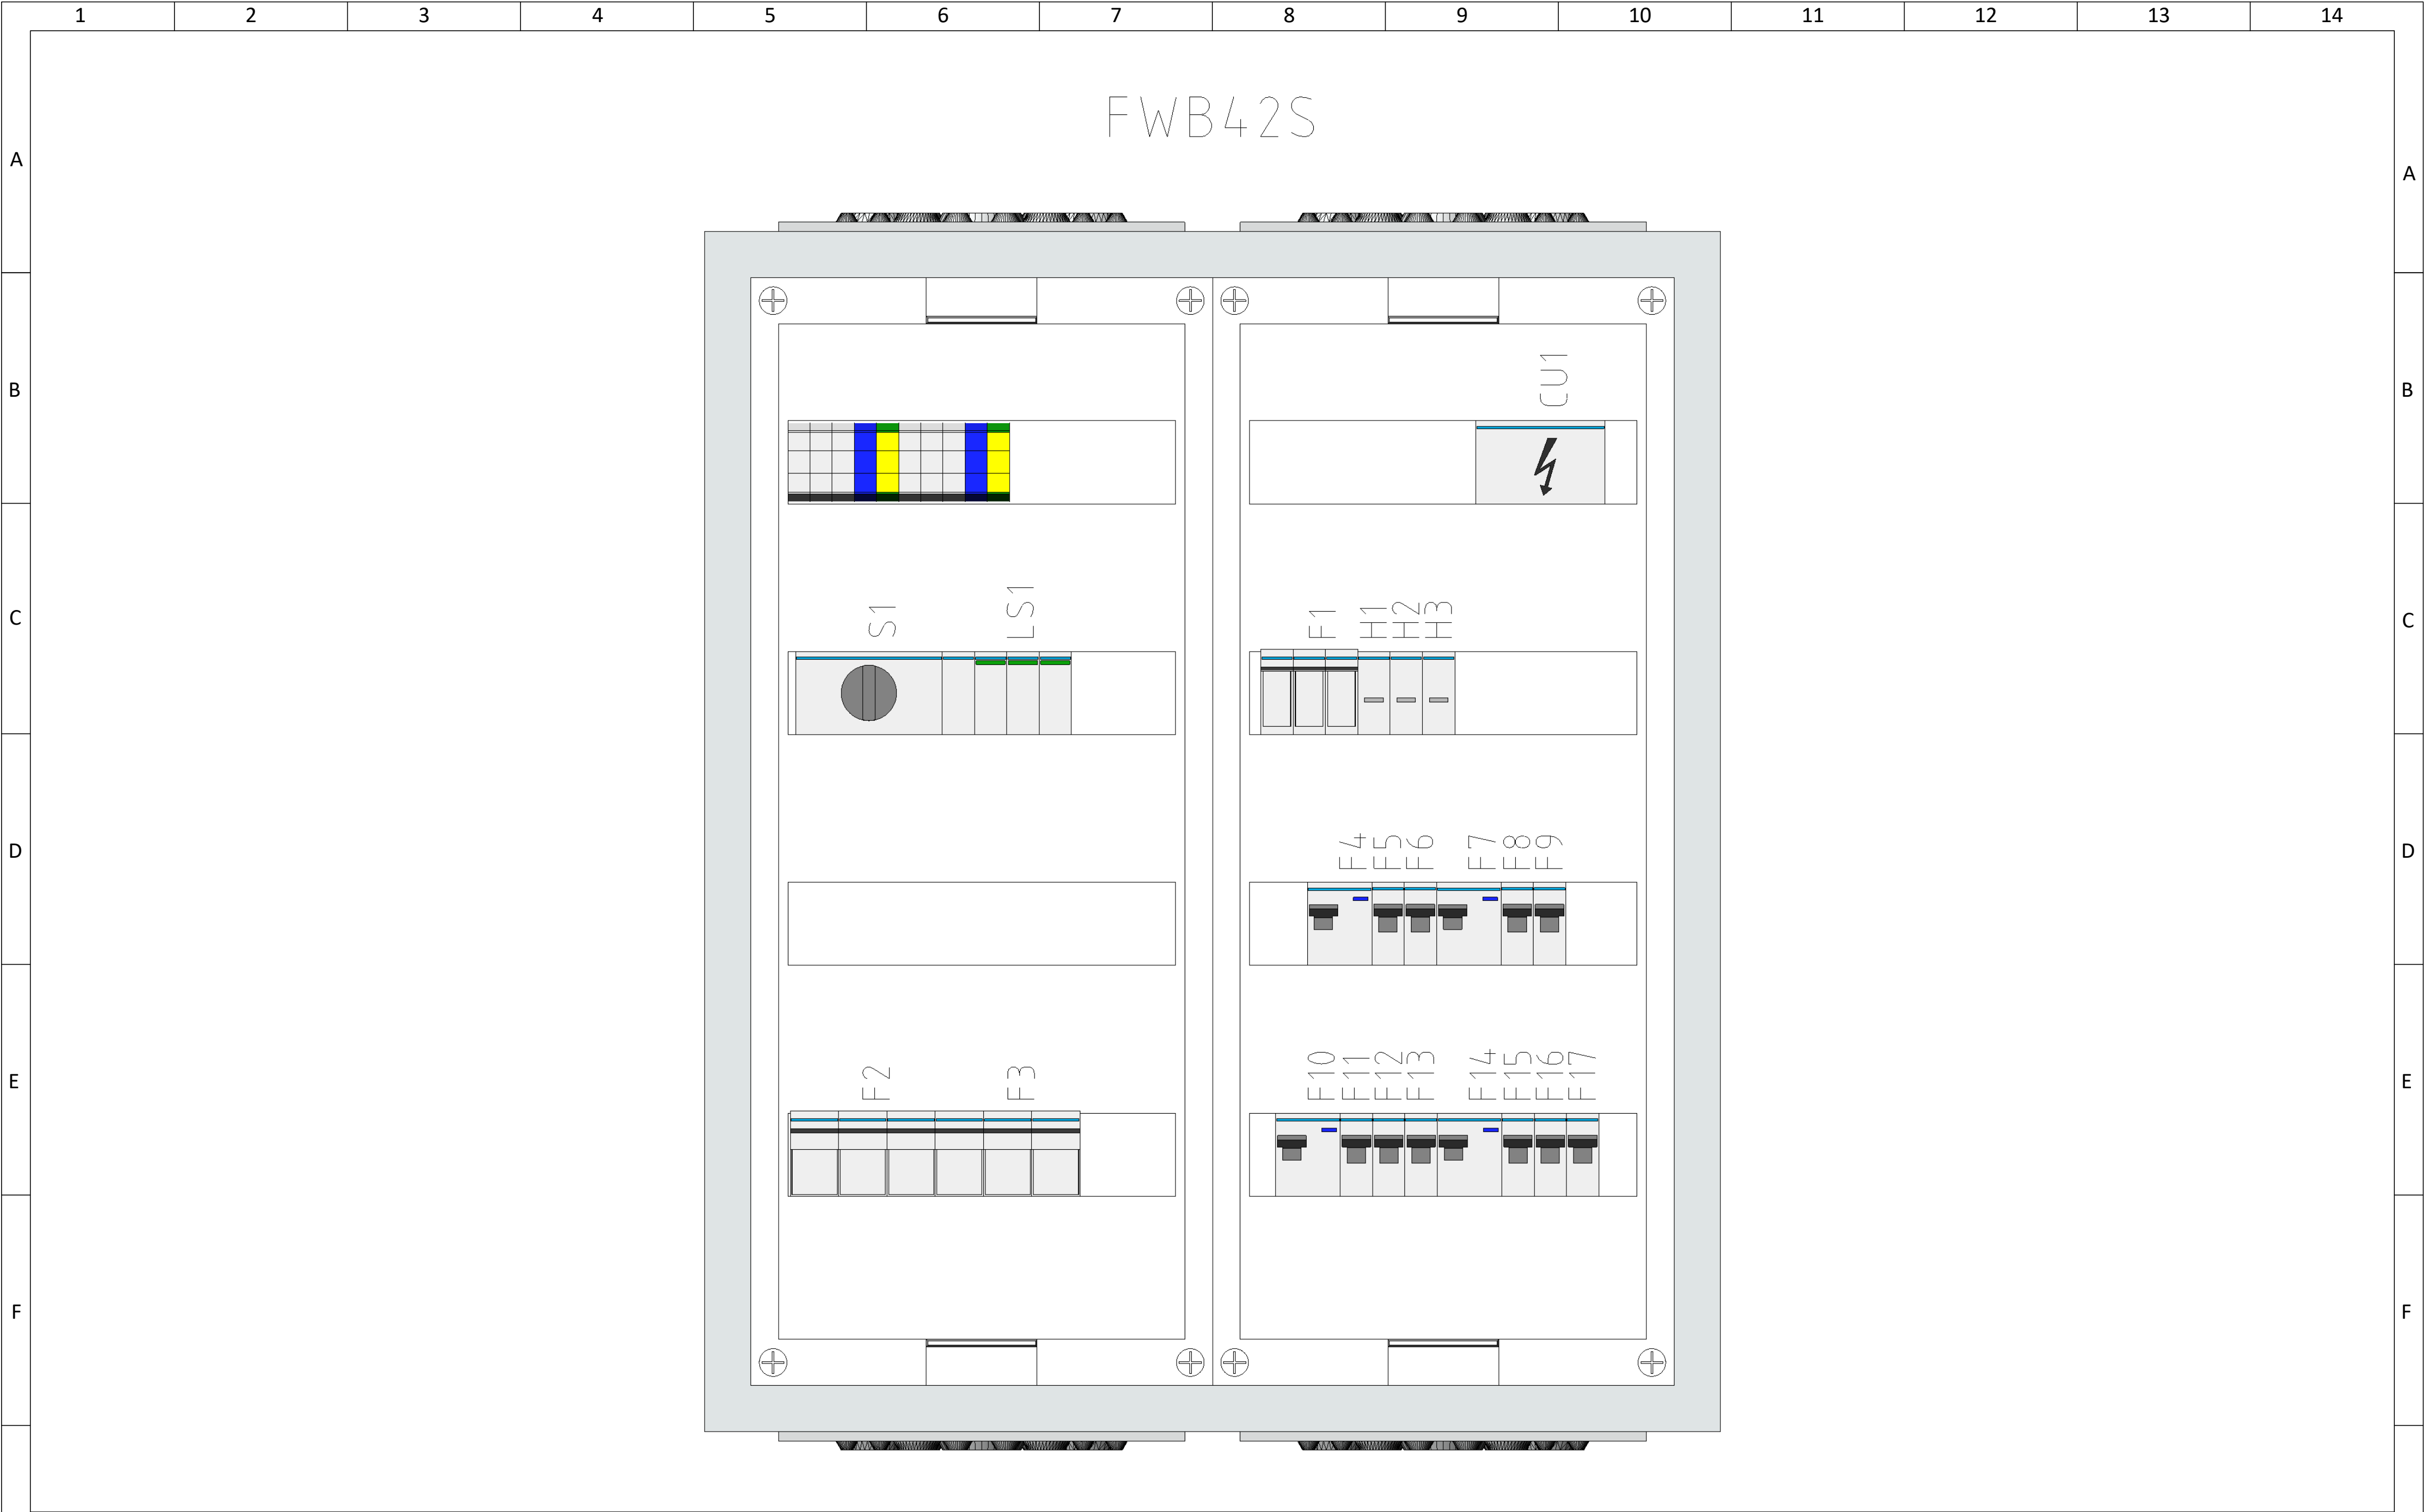 1 2 3 4 5 6 7 8 9 10 11 12 13 14
FWB42S
A A
B B
CU1
C C
S1 LS1 F1 H1 H2 H3
D D
F4 F5 F6 F7 F8 F9
E E
F2 F3 F10 F11 F12 F13 F14 F15 F16 F17
F F